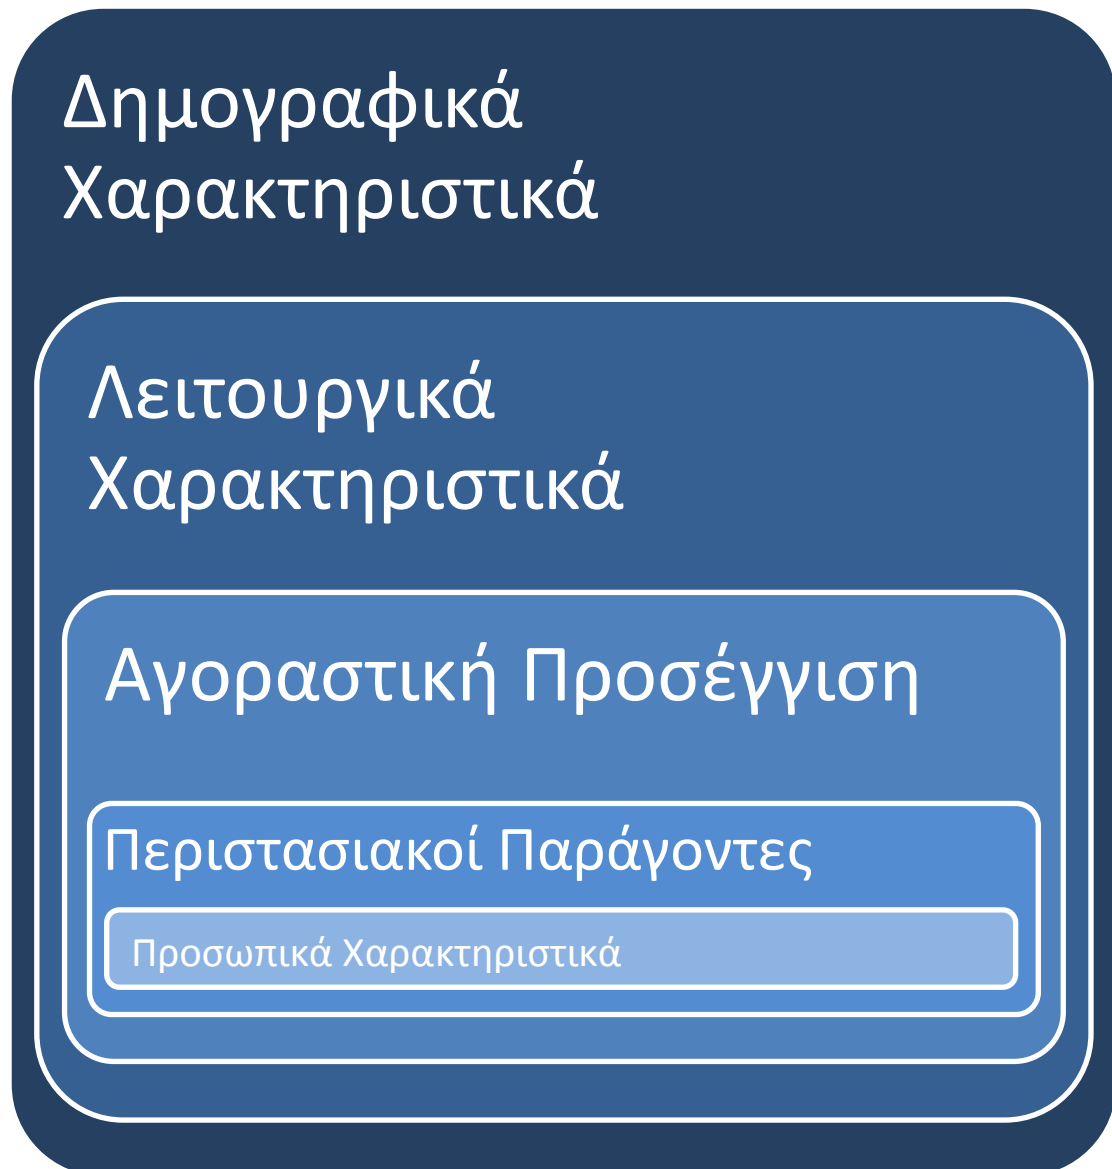 Δημογραφικά
Χαρακτηριστικά
Λειτουργικά
Χαρακτηριστικά
Αγοραστική Προσέγγιση
Περιστασιακοί Παράγοντες
Προσωπικά Χαρακτηριστικά